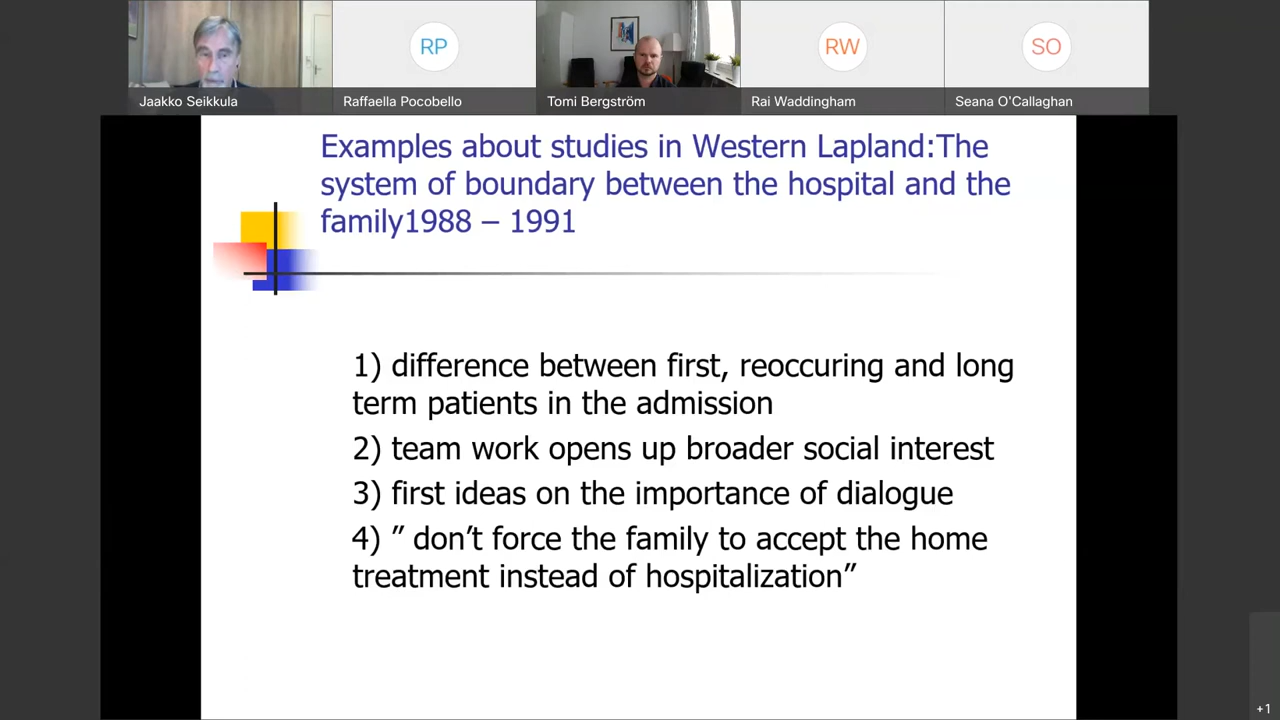 RP
RW
SO
Jaakko Seikkula
Raffaella Pocobello
Tomi Bergström
Rai Waddingham
Seana O'Callaghan
Examples about studies in Western Lapland:The
system of boundary between the hospital and the
family1988 – 1991
1) difference between first, reoccuring and long
term patients in the admission
2) team work opens up broader social interest
3) first ideas on the importance of dialogue
4) ” don’t force the family to accept the home
treatment instead of hospitalization”
+1